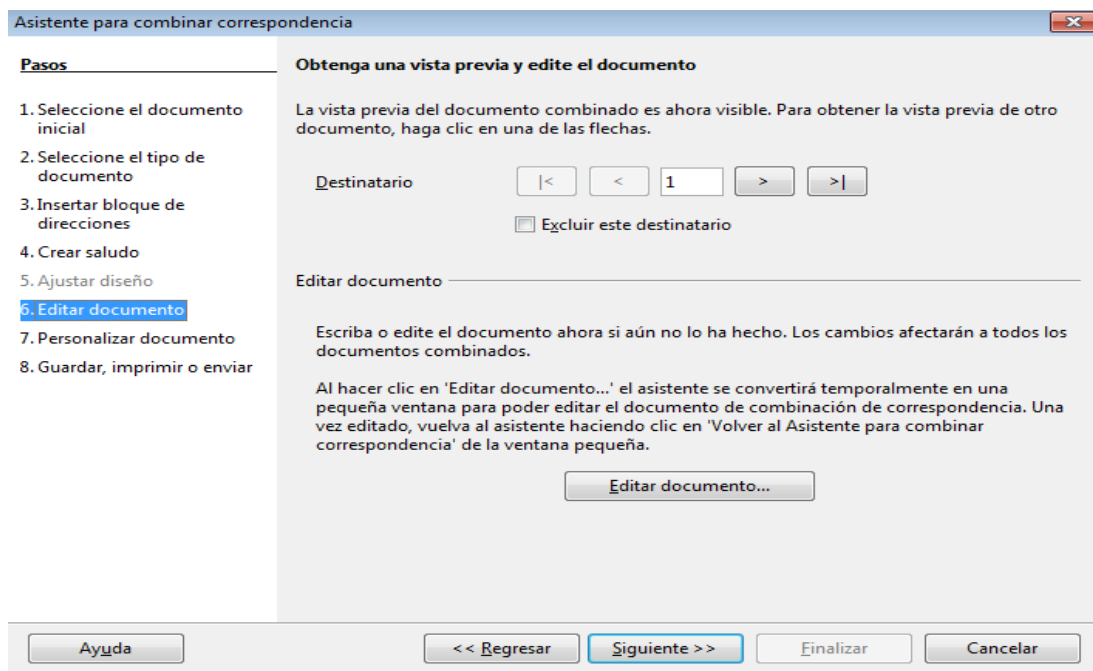 Asistente para combinar correspondencia
Pasos
1. Seleccione el documento
inicial
2. Seleccione el tipo de
documento
3. Insertar bloque de
direcciones
4. Crear saludo
5. Ajustar diseño
6. Editar documento
7. Personalizar documento
8. Guardar, imprimir o enviar
Obtenga una vista previa y edite el documento
La vista previa del documento combinado es ahora visible. Para obtener la vista previa de otro
documento, haga clic en una de las flechas.
Destinatario |< < 1 > >|
Excluir este destinatario
Editar documento
Escriba o edite el documento ahora si aún no lo ha hecho. Los cambios afectarán a todos los
documentos combinados.
Al hacer clic en 'Editar documento...' el asistente se convertirá temporalmente en una
pequeña ventana para poder editar el documento de combinación de correspondencia. Una
vez editado, vuelva al asistente haciendo clic en 'Volver al Asistente para combinar
correspondencia' de la ventana pequeña.
Editar documento...
Ayuda << Regresar Siguiente >> Finalizar Cancelar